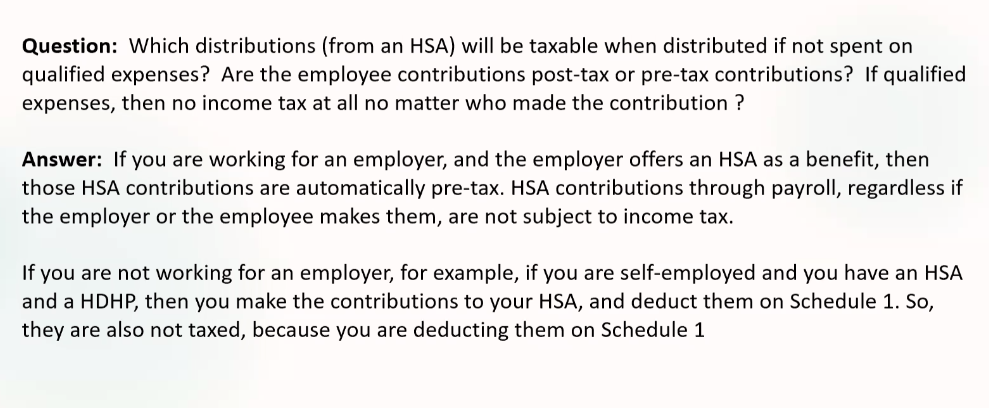 Question: Which distributions (from an HSA) will be taxable when distributed if not spent on
qualified expenses? Are the employee contributions post-tax or pre-tax contributions? If qualified
expenses, then no income tax at all no matter who made the contribution ?
Answer: If you are working for an employer, and the employer offers an HSA as a benefit, then
those HSA contributions are automatically pre-tax. HSA contributions through payroll, regardless if
the employer or the employee makes them, are not subject to income tax.
If you are not working for an employer, for example, if you are self-employed and you have an HSA
and a HDHP, then you make the contributions to your HSA, and deduct them on Schedule 1. So,
they are also not taxed, because you are deducting them on Schedule 1